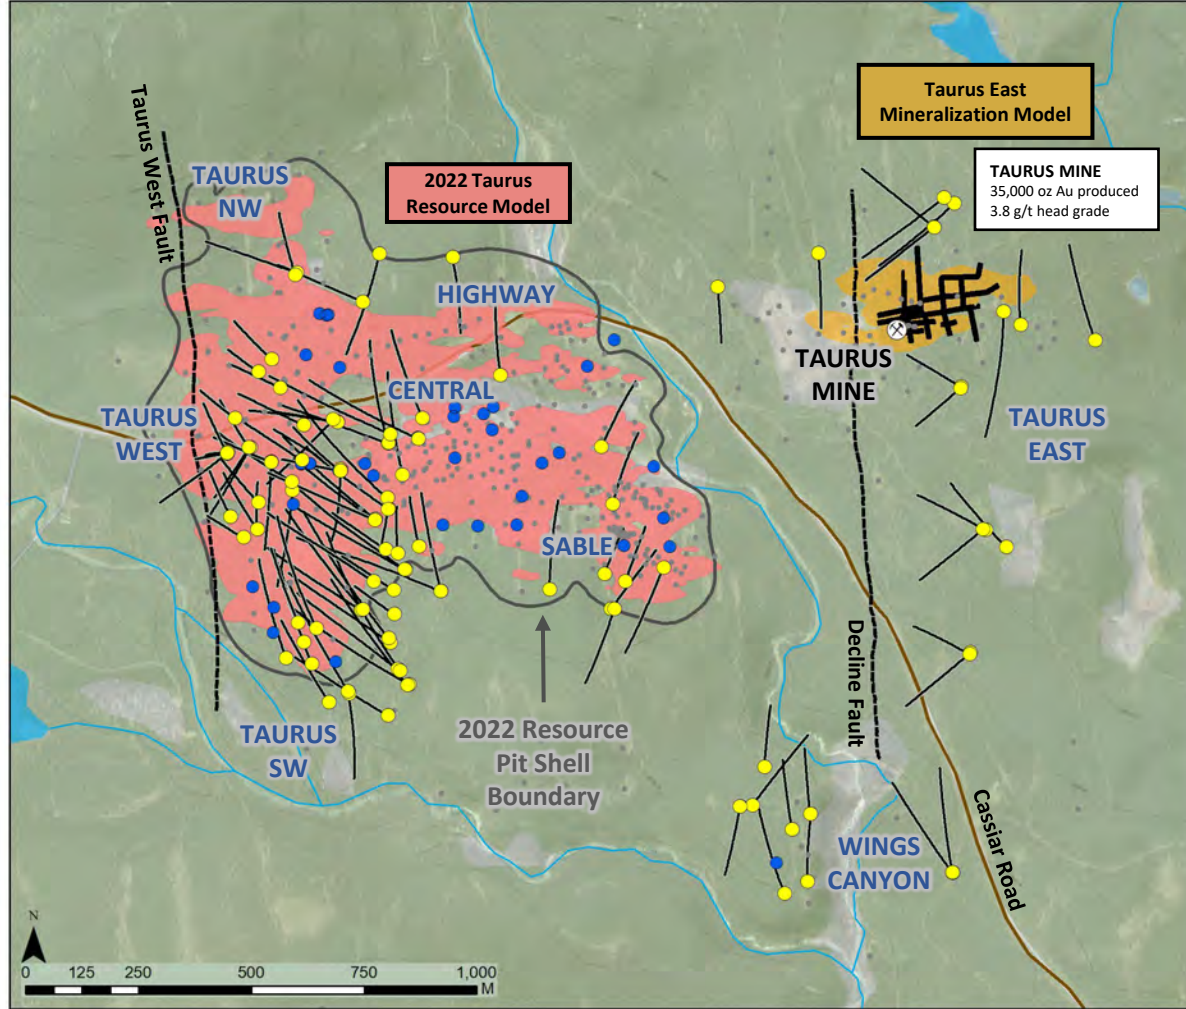 Taurus West Fault
TAURUS
NW
2022 Taurus
Resource Model
Taurus East
Mineralization Model
TAURUS MINE
35,000 oz Au produced
3.8 g/t head grade
HIGHWAY
CENTRAL
TAURUS
WEST
TAURUS
MINE
TAURUS
EAST
SABLE
Decline Fault
TAURUS
SW
2022 Resource
Pit Shell
Boundary
WINGS
CANYON
Cassiar Road
N
0 125 250 500 750 1,000
M